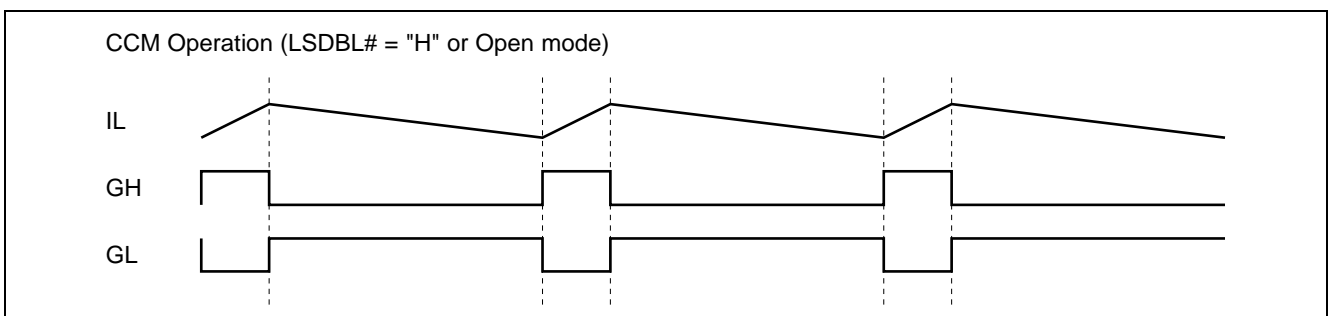 CCM Operation (LSDBL# = "H" or Open mode)
IL
GH
GL